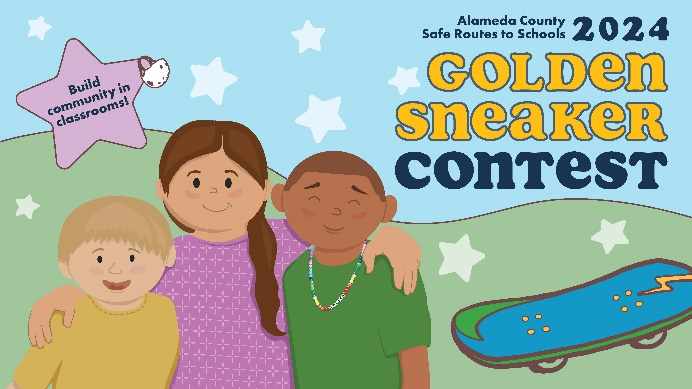 Alameda County
Safe Routes to Schools 2024
GOLDEN
SNEAKER
CONTEST
Build
community in
classrooms!